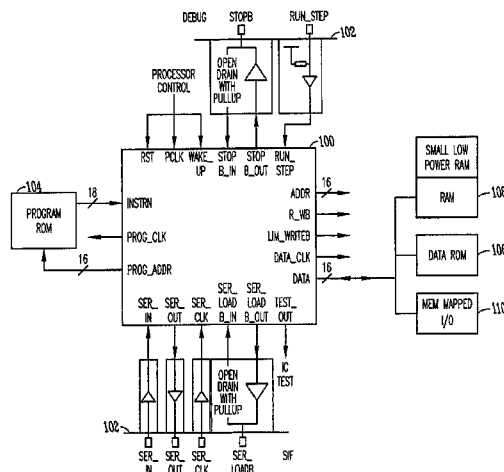 DEBUG STOPB RUN_STEP
102
OPEN
DRAIN
WITH
PULLUP
PROCESSOR
CONTROL
100
RST PCLK WAKE_
UP STOP
B_IN STOP
B_OUT RUN_
STEP
SMALL LOW
POWER RAM
RAM
108
104
PROGRAM
ROM
18
INSTRN
PROG_CLK
16
PROG_ADDR
ADDR
16
R_WB
LIM_WRITEB
DATA_CLK
16
DATA
DATA ROM
106
MEM MAPPED
I/O
110
SER_
IN SER_
OUT SER_
CLK SER_
LOAD
B_IN SER_
LOAD
B_OUT TEST_
OUT
OPEN
DRAIN
WITH
PULLUP
IC
TEST
102
SER_
IN SER_
OUT SER_
CLK SER_
LOADB SIF